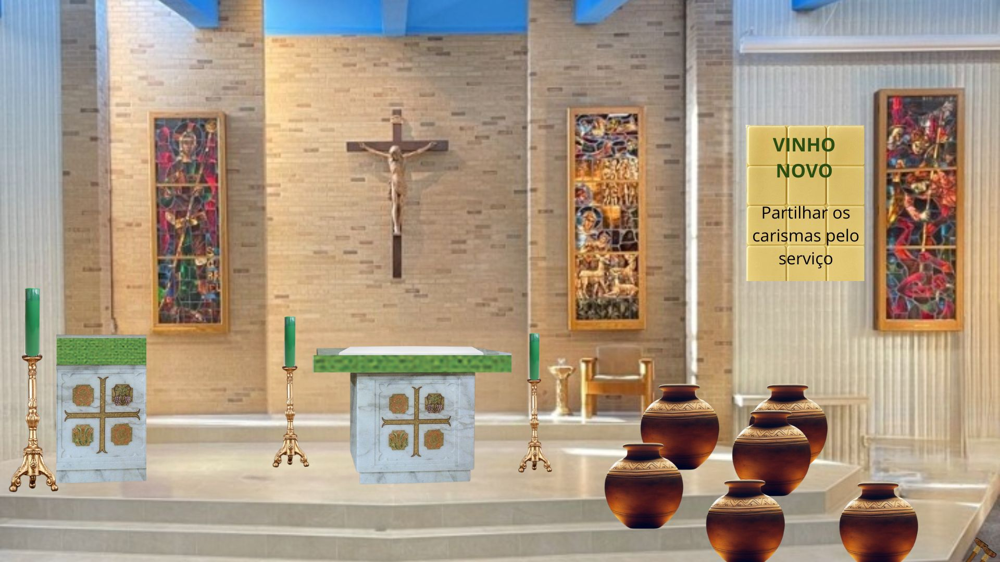 VINHO
NOVO
Partilhar os
carismas pelo
serviço